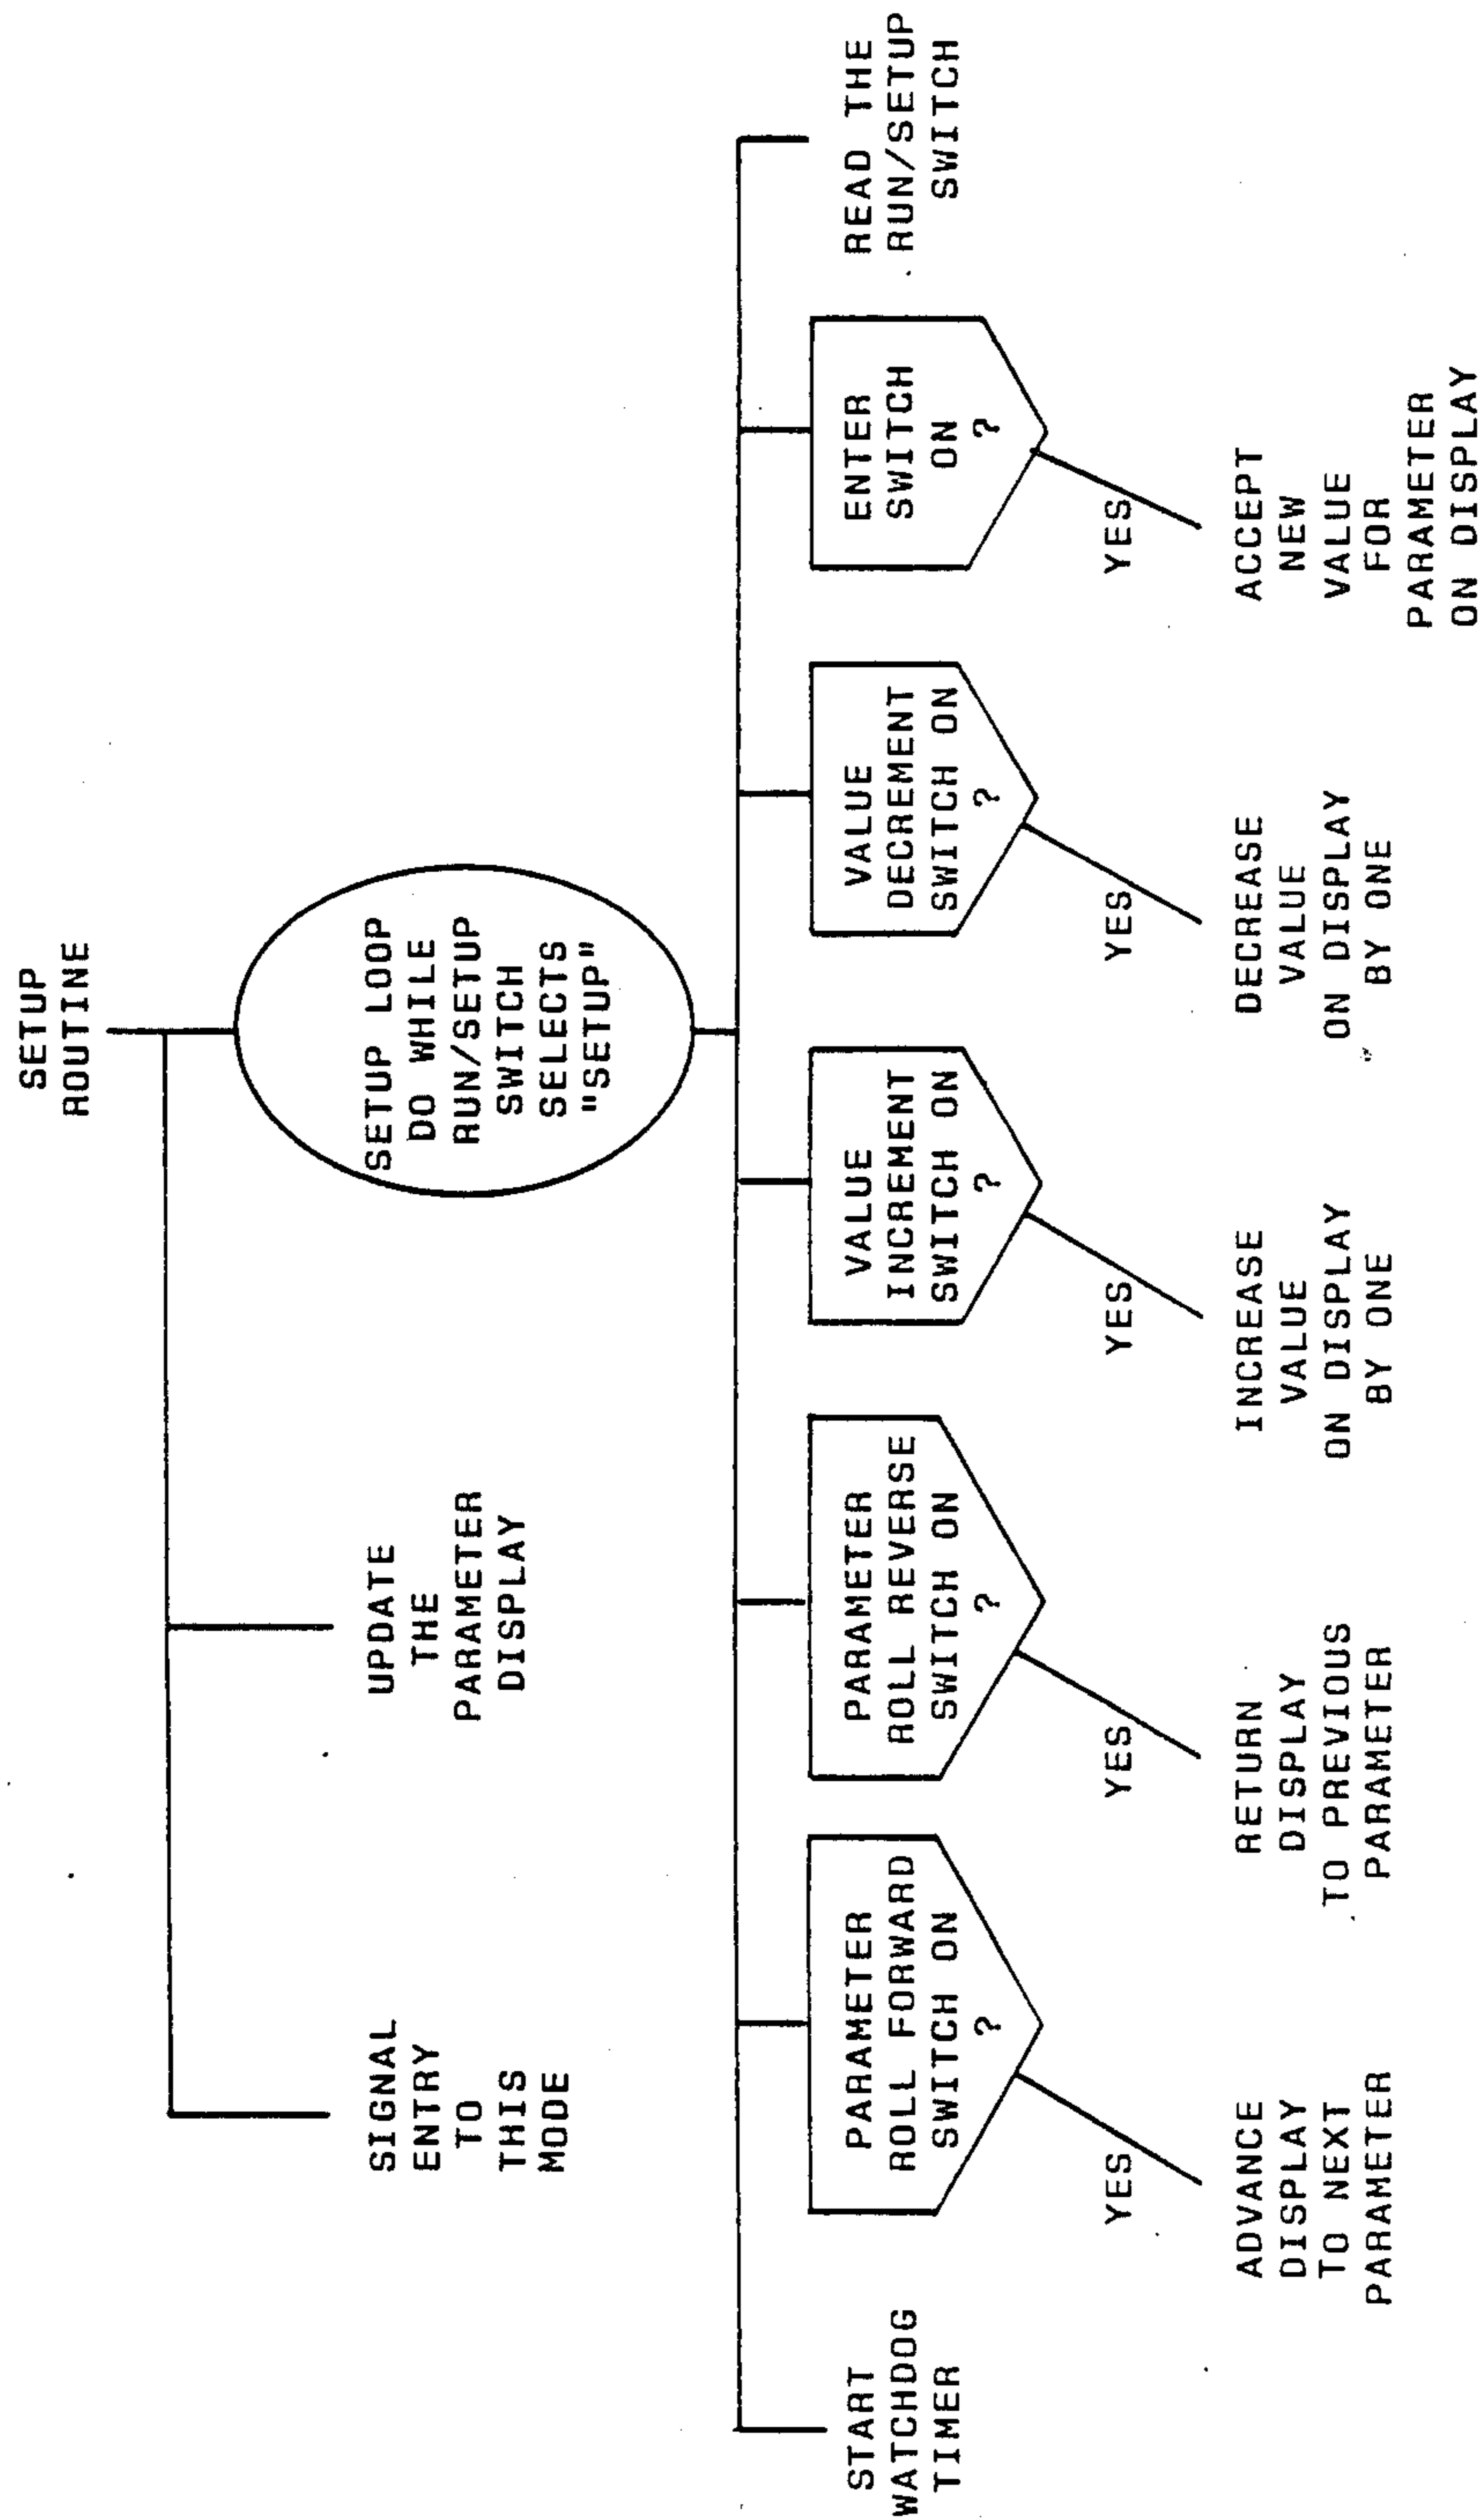 SETUP
ROUTINE
SIGNAL
ENTRY
TO
THIS
MODE
UPDATE
THE
PARAMETER
DISPLAY
SETUP LOOP
DO WHILE
RUN/SETUP
SWITCH
SELECTS
"SETUP"
START
WATCHDOG
TIMER
PARAMETER
ROLL FORWARD
SWITCH ON
?
YES
ADVANCE
DISPLAY
TO NEXT
PARAMETER
PARAMETER
ROLL REVERSE
SWITCH ON
?
YES
RETURN
DISPLAY
TO PREVIOUS
PARAMETER
VALUE
INCREMENT
SWITCH ON
?
YES
INCREASE
VALUE
ON DISPLAY
BY ONE
VALUE
DECREMENT
SWITCH ON
?
YES
DECREASE
VALUE
ON DISPLAY
BY ONE
ENTER
SWITCH
ON
?
YES
ACCEPT
NEW
VALUE
FOR
PARAMETER
ON DISPLAY
READ THE
RUN/SETUP
SWITCH